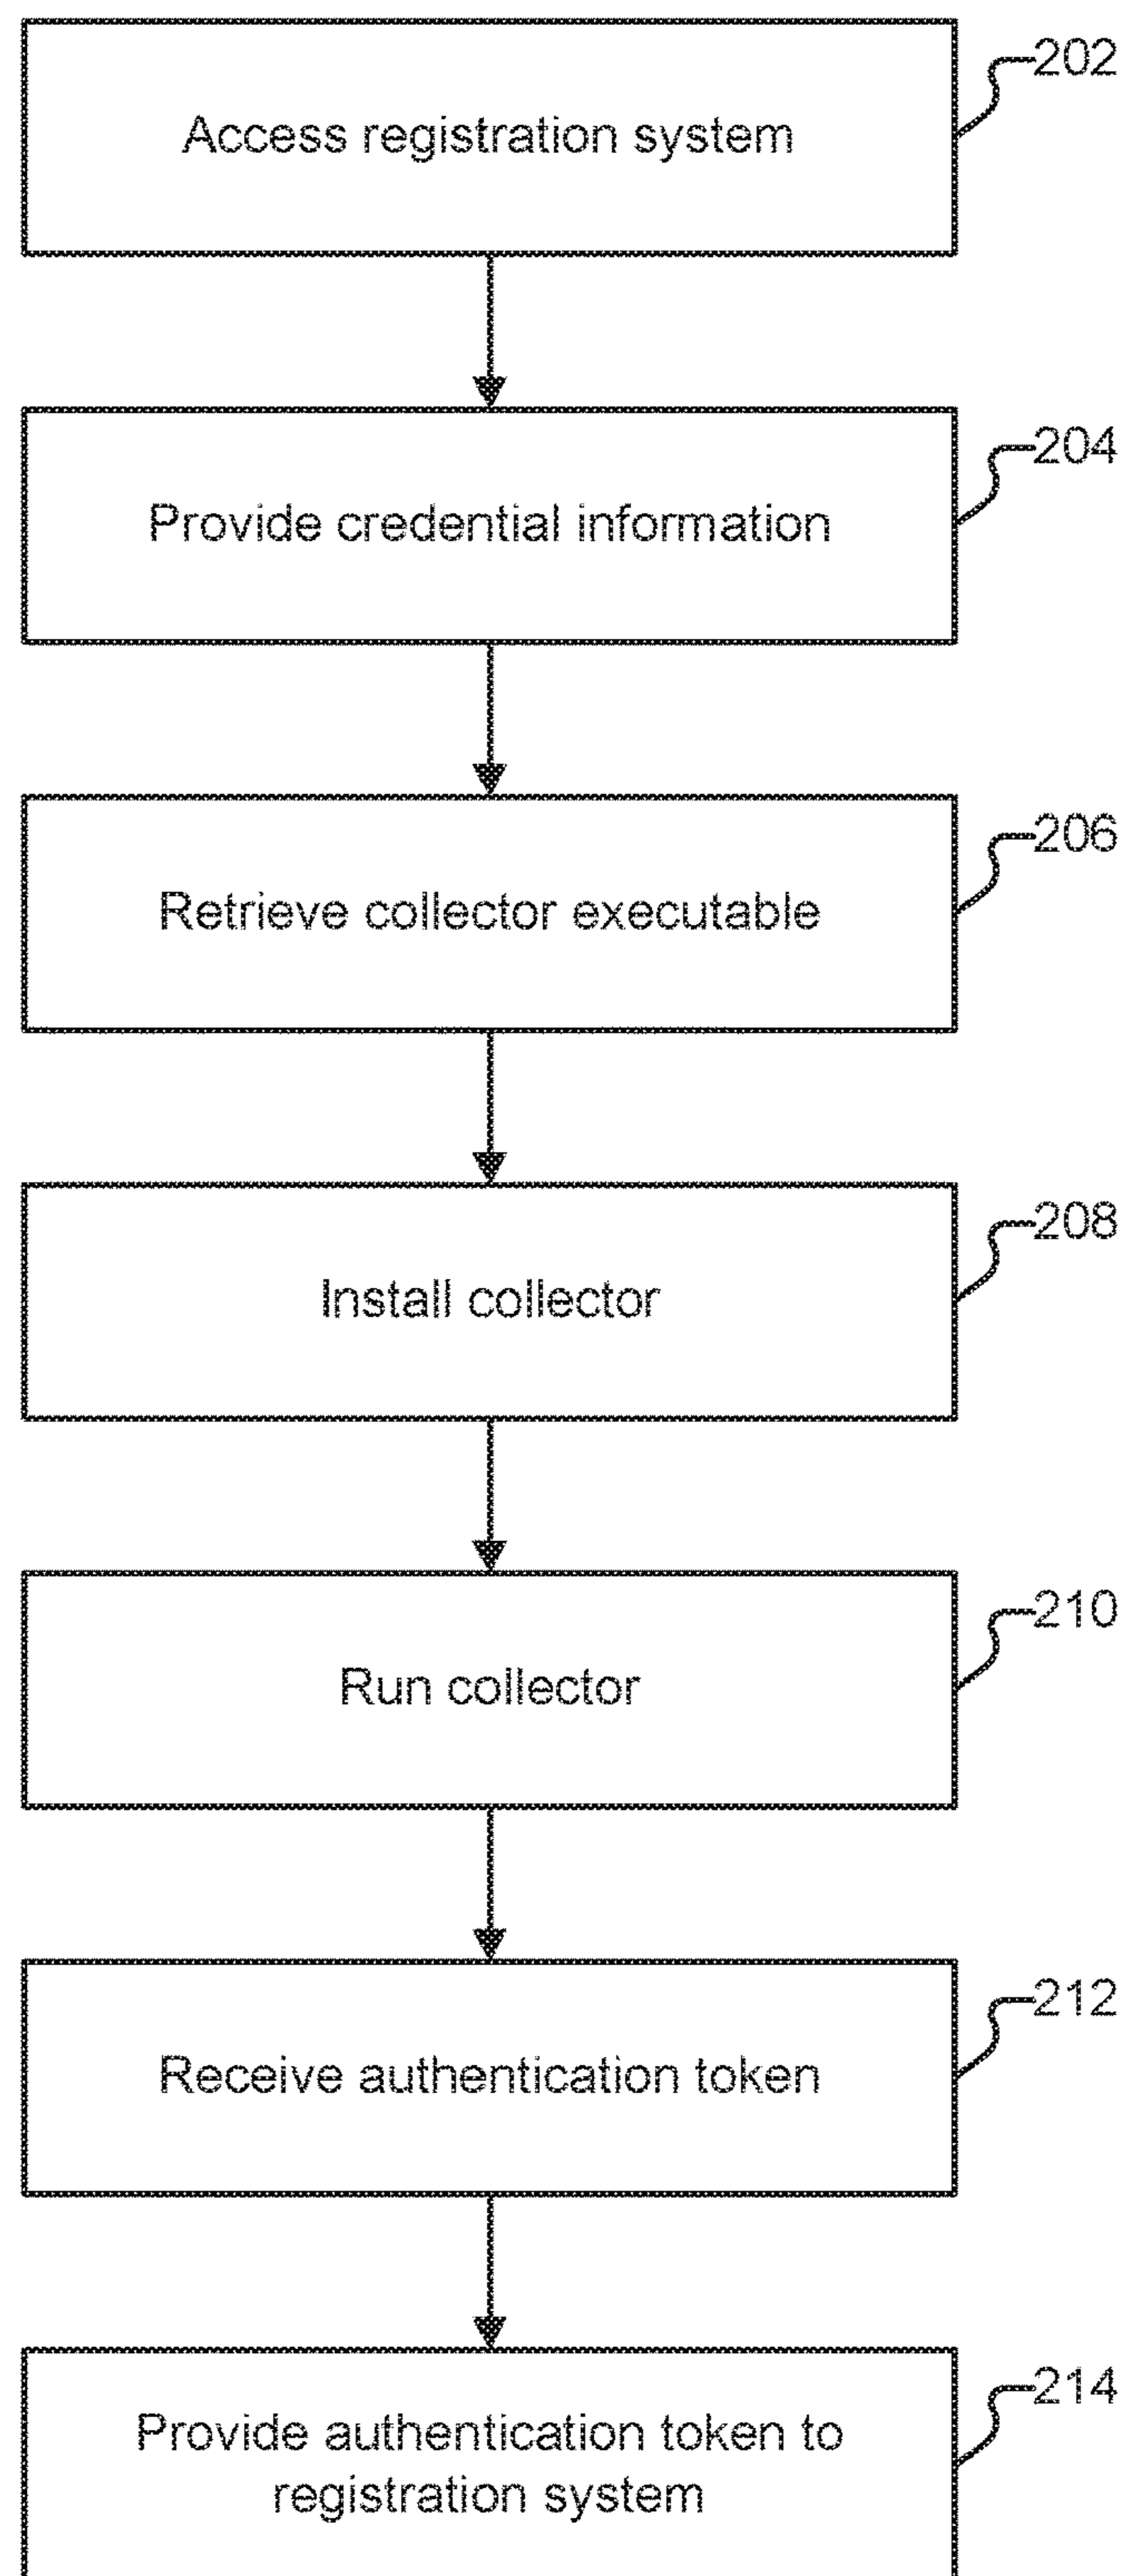 202
Access registration system
204
Provide credential information
206
Retrieve collector executable
208
Install collector
210
Run collector
212
Receive authentication token
214
Provide authentication token to
registration system